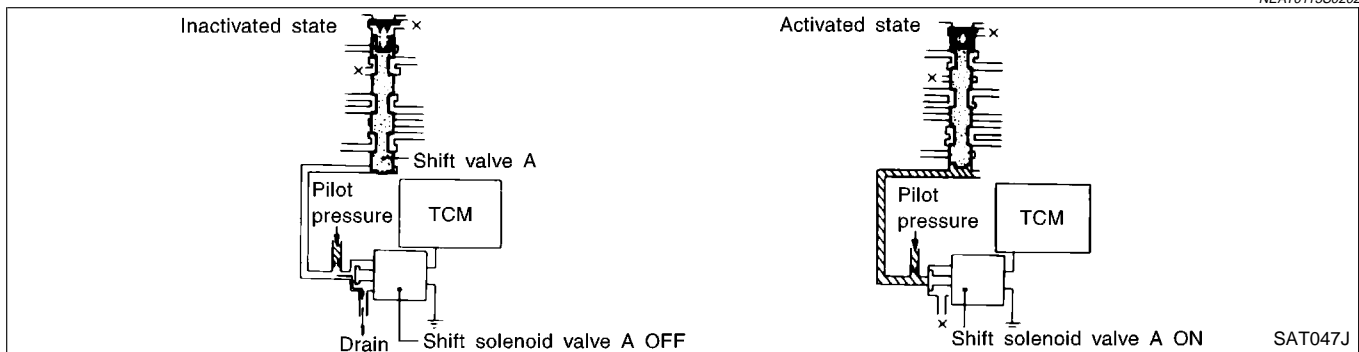 Inactivated state
Shift valve A
Pilot
pressure
TCM
Drain
Shift solenoid valve A OFF
Activated state
Pilot
pressure
TCM
Shift solenoid valve A ON
SAT047J